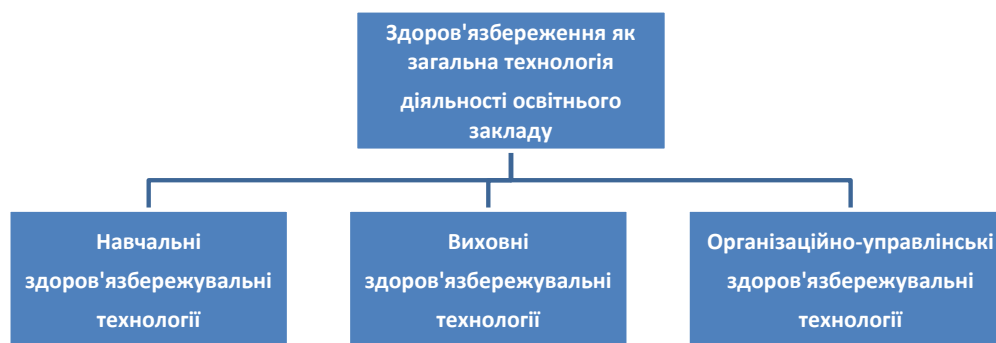 Здоров'язбереження як
загальна технологія
діяльності освітнього
закладу
Навчальні
здоров'язбережувальні
технології
Виховні
здоров'язбережувальні
технології
Організаційно-управлінські
здоров'язбережувальні
технології